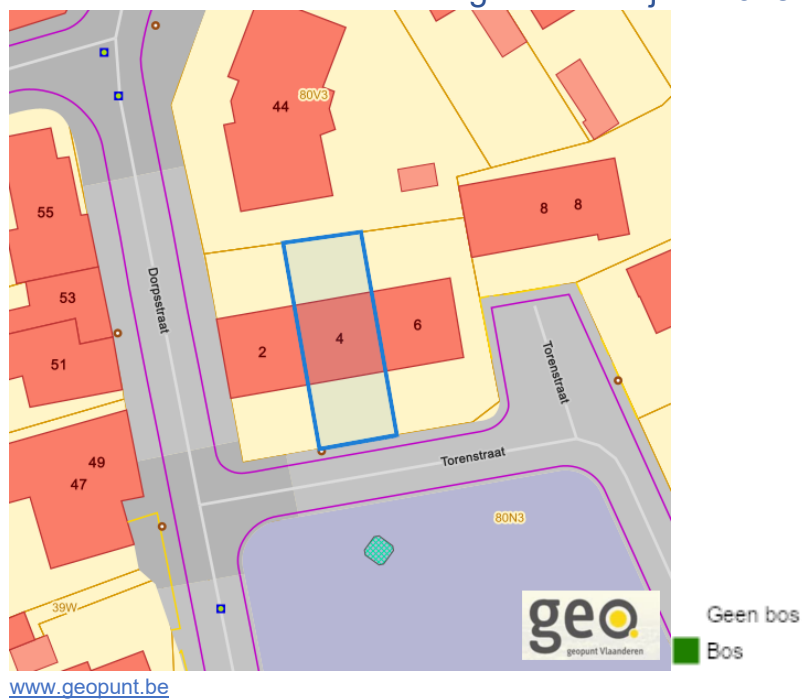 44
80V3
55
8 8
53
Dorpsstraat
51
2
4
6
Torenstraat
49
47
Torenstraat
80N3
39W
geo.
geopunt Vlaanderen
Geen bos
Bos
www.geopunt.be